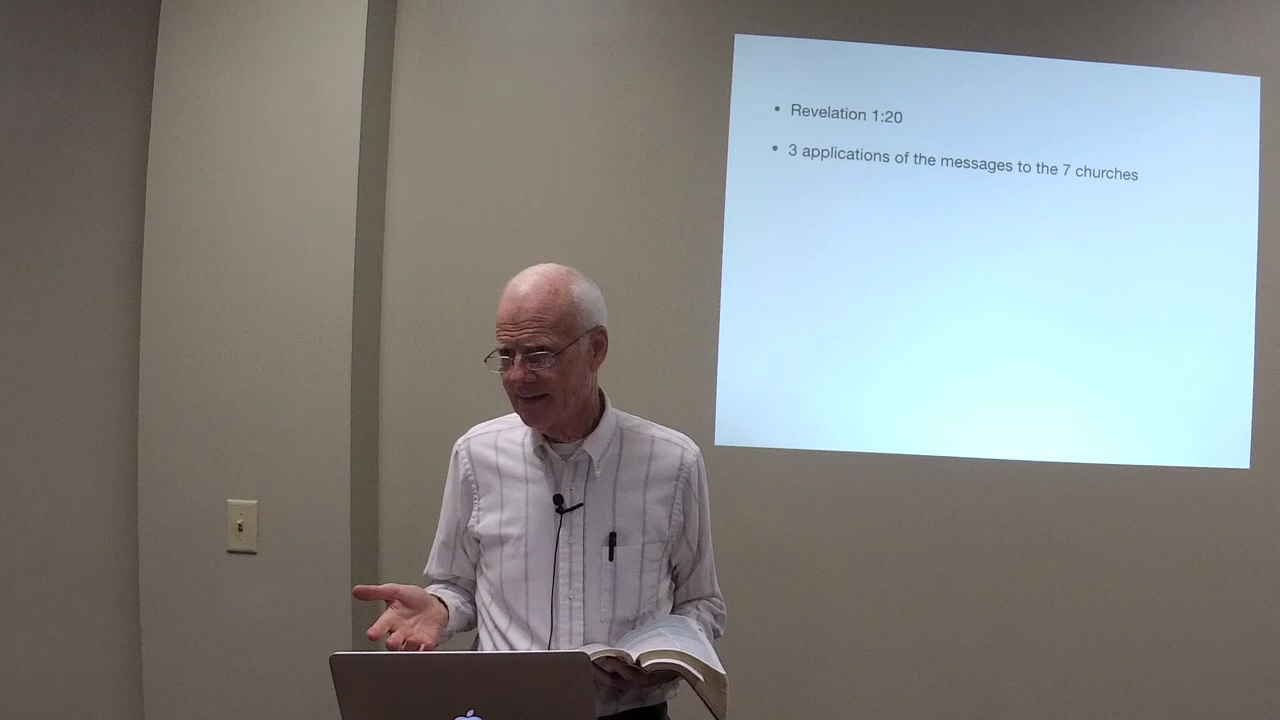 • Revelation 1:20
• 3 applications of the messages to the 7 churches